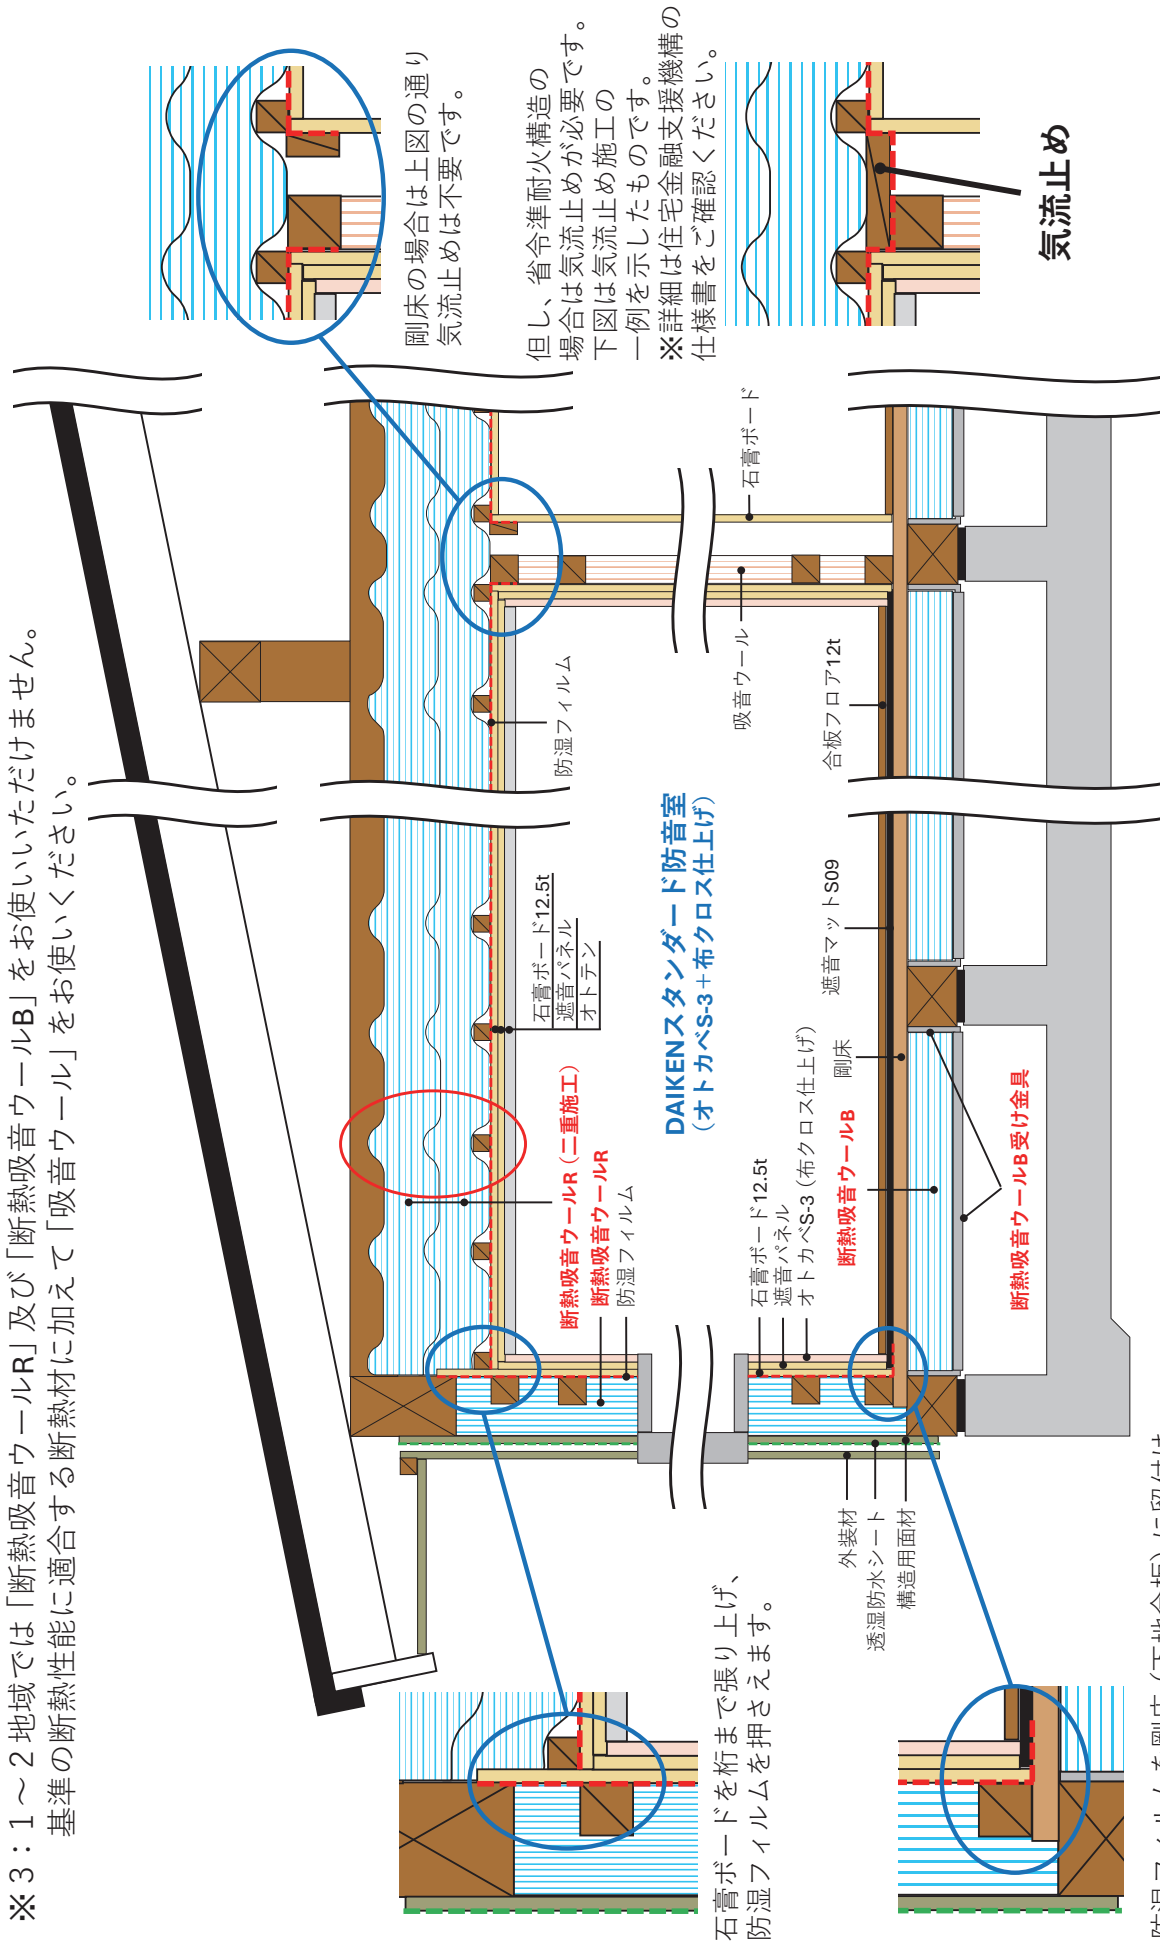 ※3：1～2地域では「断熱吸音ウールR」及び「断熱吸音ウールB」をお使いいただけません。
基準の断熱性能に適合する断熱材に加えて「吸音ウール」をお使いください。
剛床の場合は上図の通り
気流止めは不要です。
但し、省令準耐火構造の
場合は気流止めが必要です。
下図は気流止め施工の
一例を示したものです。
※詳細は住宅金融支援機構の
仕様書をご確認ください。
気流止め
防湿フィルム
石膏ボード12.5t
遮音パネル
オトテン
断熱吸音ウールR（二重施工）
断熱吸音ウールR
防湿フィルム
DAIKENスタンダード防音室
（オトカベS-3＋布クロス仕上げ）
石膏ボード
吸音ウール
合板フロア12t
遮音マットS09
剛床
石膏ボード12.5t
遮音パネル
オトカベS-3（布クロス仕上げ）
断熱吸音ウールB
断熱吸音ウールB受け金具
外装材
透湿防水シート
構造用面材
石膏ボードを桁まで張り上げ、
防湿フィルムを押さえます。